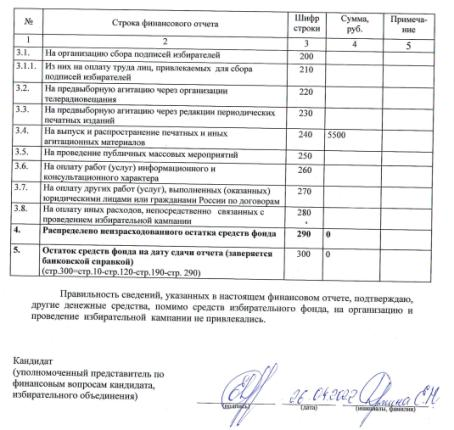 № Строка финансового отчета Шифр строки Сумма, руб. Примеча-ние
1 2 3 4 5
3.1. На организацию сбора подписей избирателей 200
3.1.1. Из них на оплату труда лиц, привлекаемых для сбора
подписей избирателей 210
3.2. На предвыборную агитацию через организации
телерадиовещания 220
3.3. На предвыборную агитацию через редакции периодических
печатных изданий 230
3.4. На выпуск и распространение печатных и иных
агитационных материалов 240 5500
3.5. На проведение публичных массовых мероприятий 250
3.6. На оплату работ (услуг) информационного и
консультационного характера 260
3.7. На оплату других работ (услуг), выполненных (оказанных)
юридическими лицами или гражданами России по договорам 270
3.8. На оплату иных расходов, непосредственно связанных с
проведением избирательной кампании 280
4. Распределено неизрасходованного остатка средств фонда 290 0
5. Остаток средств фонда на дату сдачи отчета (заверяется
банковской справкой) 300 0
(стр.300=стр.10-стр.120-стр.190-стр. 290)
Правильность сведений, указанных в настоящем финансовом отчете, подтверждаю,
другие денежные средства, помимо средств избирательного фонда, на организацию и
проведение избирательной кампании не привлекались.
Кандидат
(уполномоченный представитель по
финансовым вопросам кандидата,
избирательного объединения)
26.04.2022
(подпись) (дата) (инициалы, фамилия)